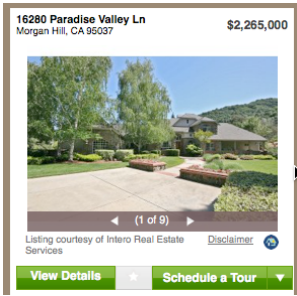 16280 Paradise Valley Ln
$2,265,000
Morgan Hill, CA 95037
(1 of 9)
Listing courtesy of Intero Real Estate
Services
Disclaimer
View Details
Schedule a Tour